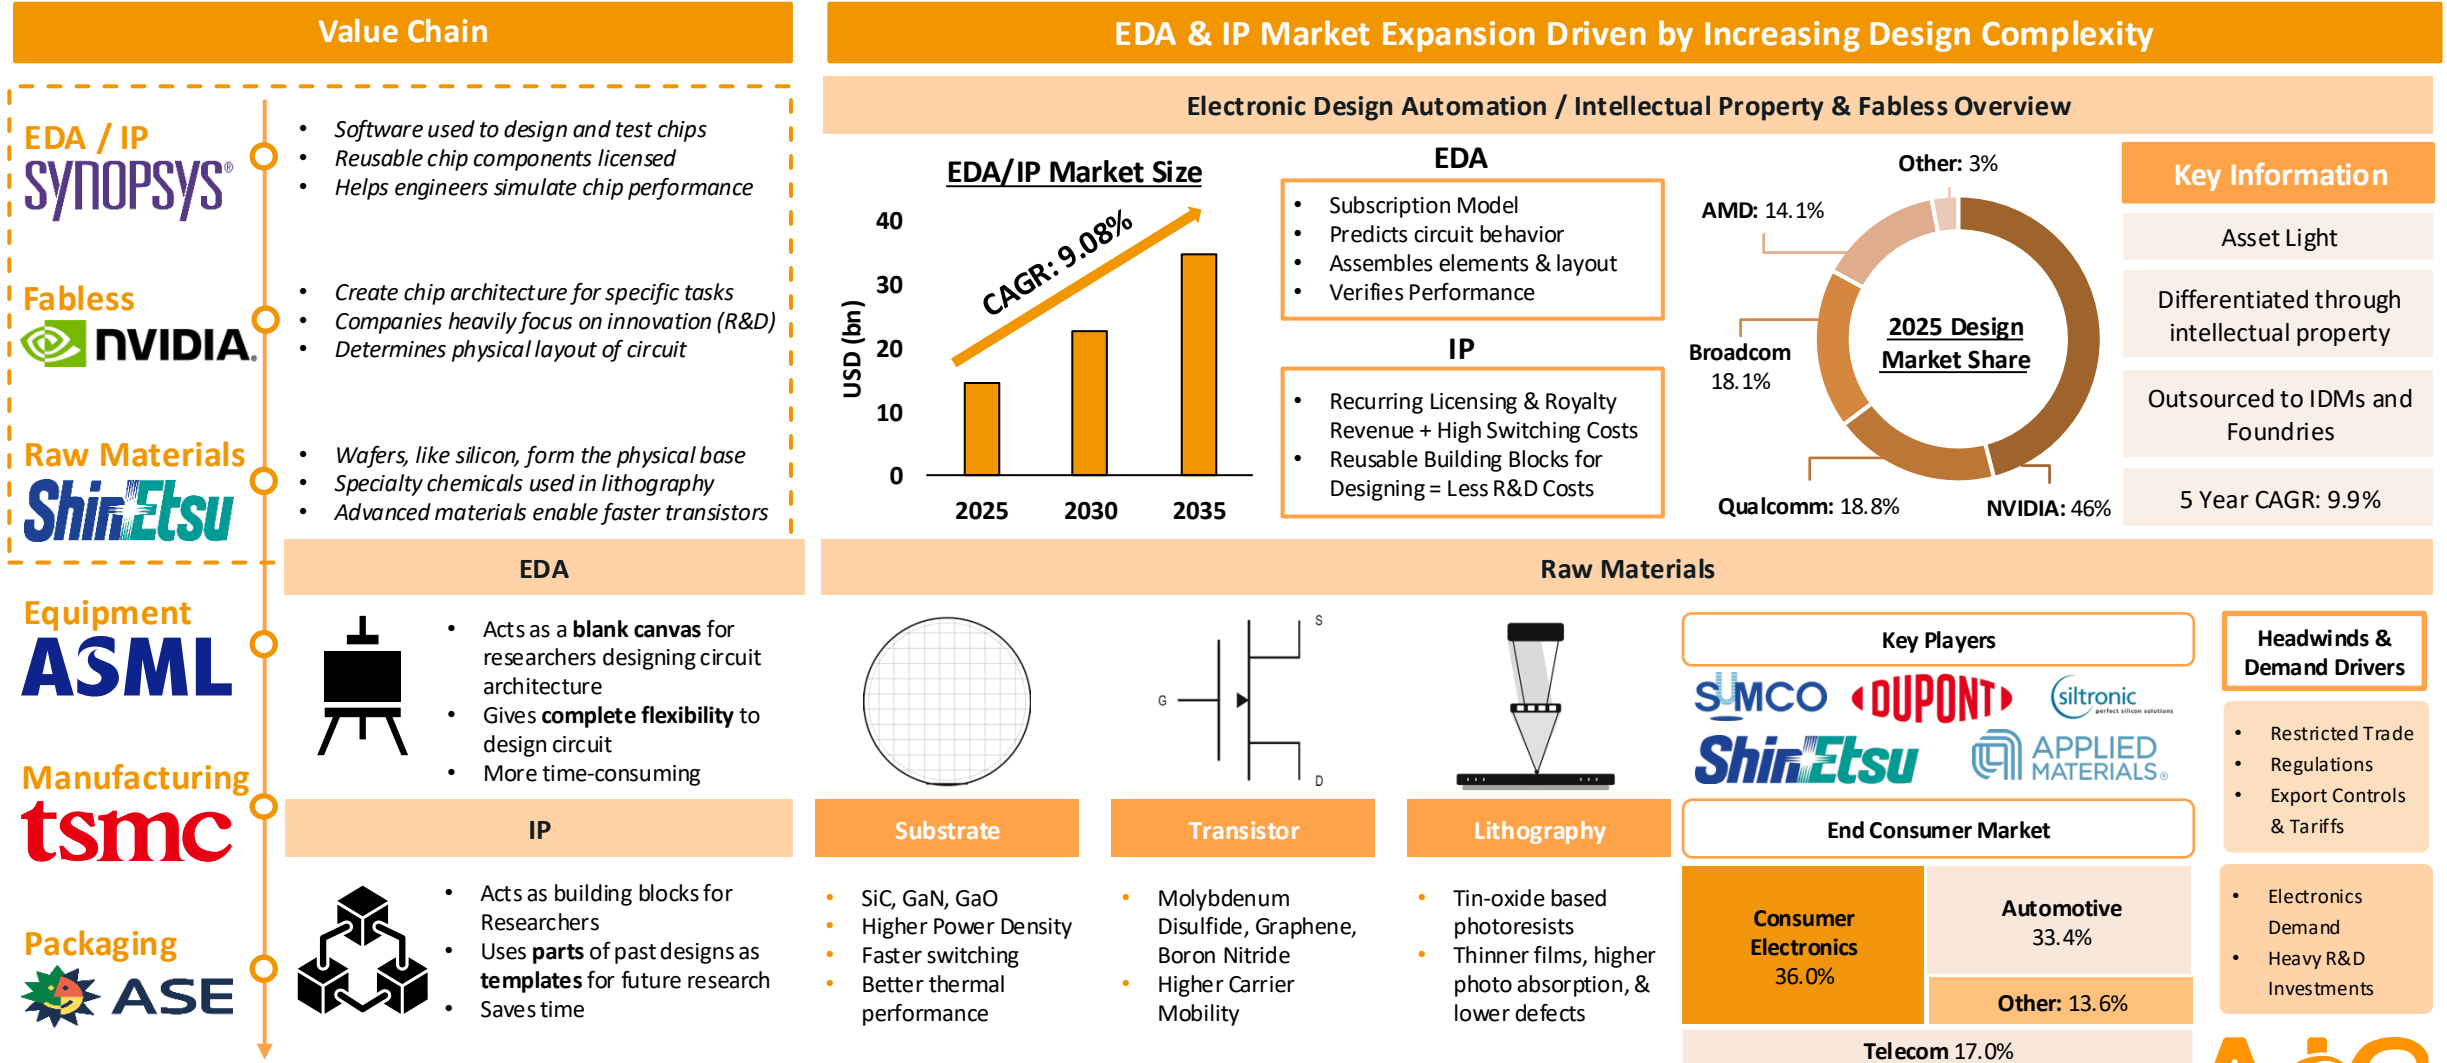 Value Chain
EDA / IP
SYNOPSYS®
• Software used to design and test chips
• Reusable chip components licensed
• Helps engineers simulate chip performance
Fabless
NVIDIA.
• Create chip architecture for specific tasks
• Companies heavily focus on innovation (R&D)
• Determines physical layout of circuit
Raw Materials
ShinEtsu
• Wafers, like silicon, form the physical base
• Specialty chemicals used in lithography
• Advanced materials enable faster transistors
Equipment
ASML
Manufacturing
tsmc
Packaging
ASE
EDA
• Acts as a blank canvas for
researchers designing circuit
architecture
• Gives complete flexibility to
design circuit
• More time-consuming
IP
• Acts as building blocks for
Researchers
• Uses parts of past designs as
templates for future research
• Saves time
EDA & IP Market Expansion Driven by Increasing Design Complexity
Electronic Design Automation / Intellectual Property & Fabless Overview
EDA/IP Market Size
CAGR: 9.08%
USD (bn)
40
30
20
10
0
2025 2030 2035
EDA
• Subscription Model
• Predicts circuit behavior
• Assembles elements & layout
• Verifies Performance
IP
• Recurring Licensing & Royalty
Revenue + High Switching Costs
• Reusable Building Blocks for
Designing = Less R&D Costs
Other: 3%
AMD: 14.1%
Broadcom
18.1%
2025 Design
Market Share
Qualcomm: 18.8%
NVIDIA: 46%
Key Information
Asset Light
Differentiated through
intellectual property
Outsourced to IDMs and
Foundries
5 Year CAGR: 9.9%
Raw Materials
S
G
D
Substrate
• SiC, GaN, GaO
• Higher Power Density
• Faster switching
• Better thermal
performance
Transistor
• Molybdenum
Disulfide, Graphene,
Boron Nitride
• Higher Carrier
Mobility
Lithography
• Tin-oxide based
photoresists
• Thinner films, higher
photo absorption, &
lower defects
Key Players
SUMCO
DUPONT
siltronic
perfect silicon solutions
ShinEtsu
APPLIED
MATERIALS®
End Consumer Market
Consumer
Electronics
36.0%
Automotive
33.4%
Other: 13.6%
Telecom 17.0%
Headwinds &
Demand Drivers
• Restricted Trade
• Regulations
• Export Controls
& Tariffs
• Electronics
Demand
• Heavy R&D
Investments